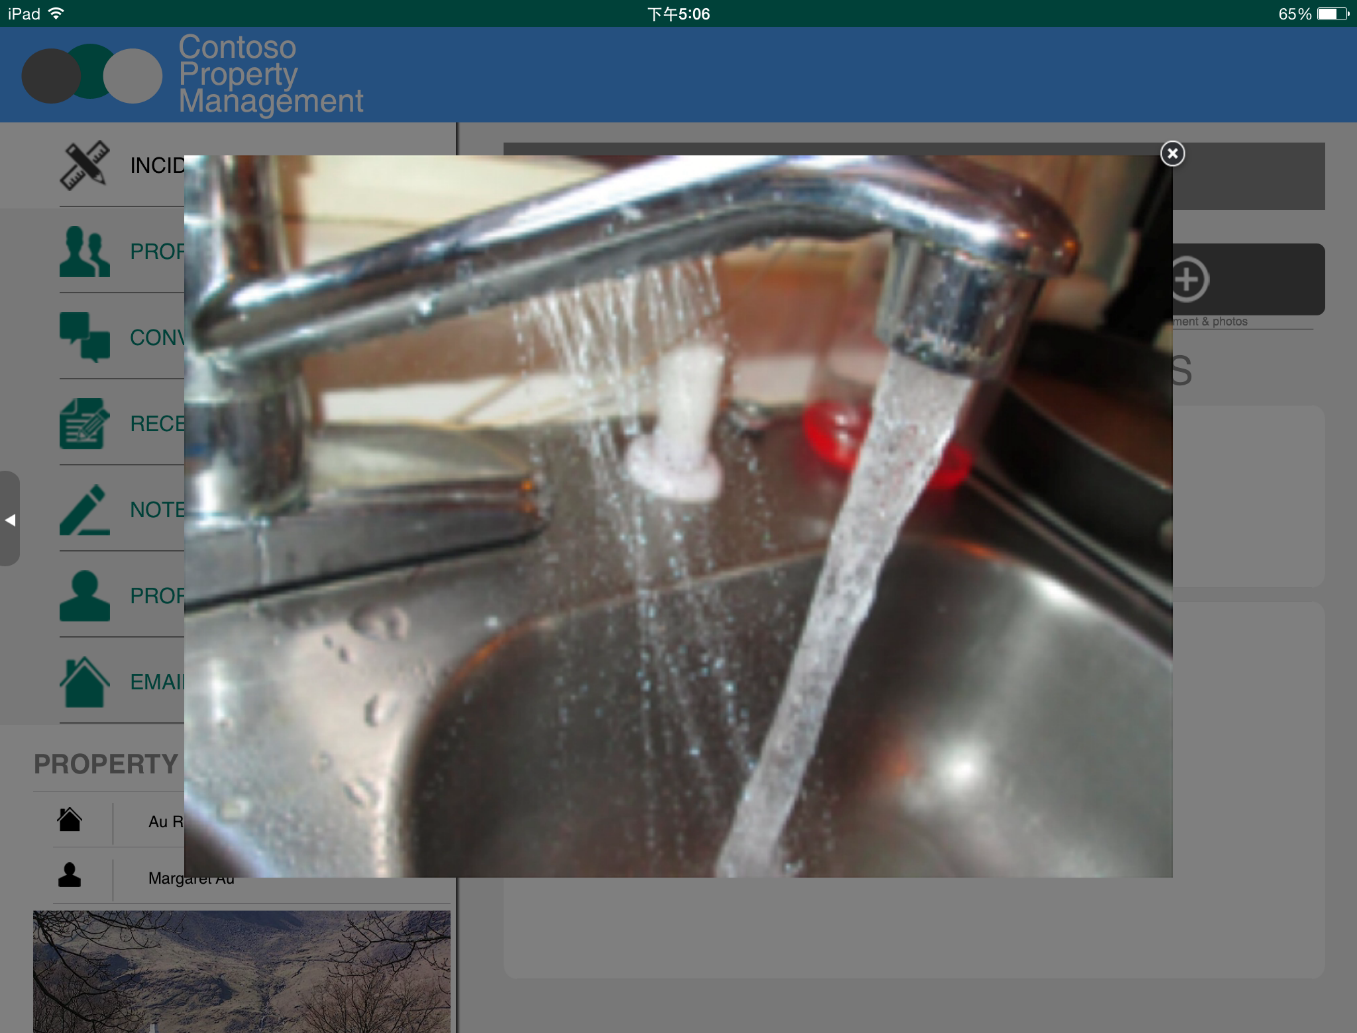 iPad
下午5:06
65%
Contoso
Property
Management
INCID
PROF
CONV
RECE
NOTE
PROF
EMAI
ment & photos
S
PROPERTY
Au R
Margaret Au